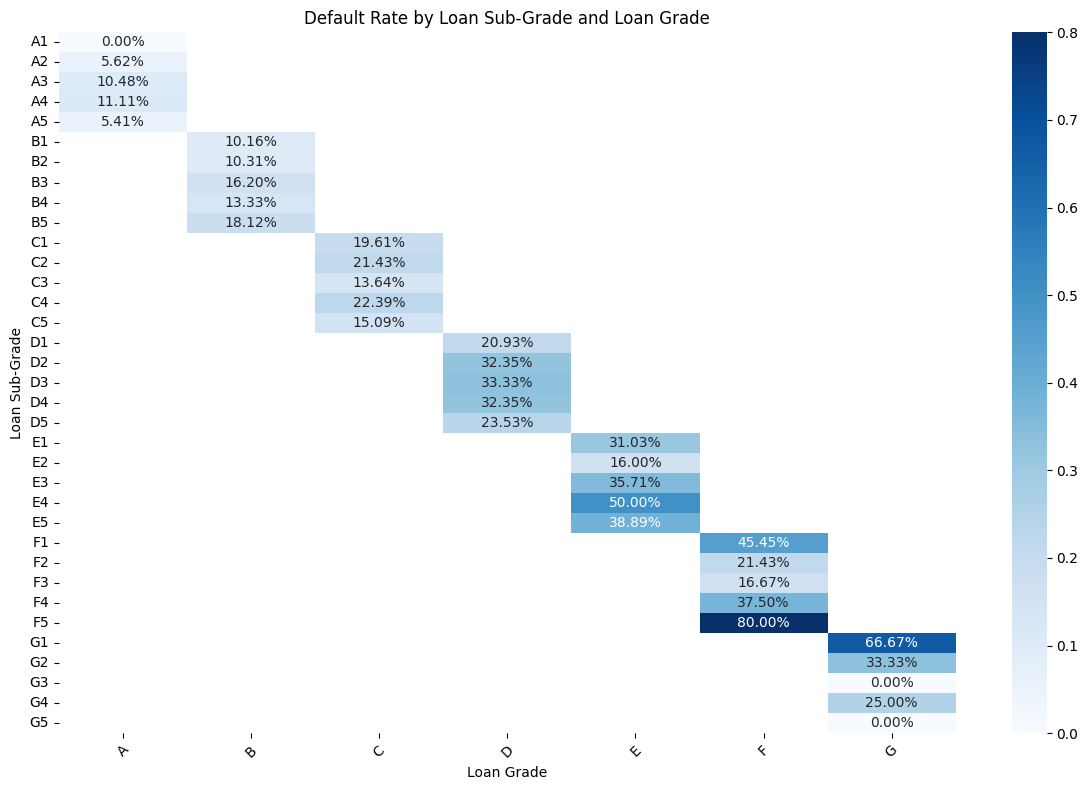 Default Rate by Loan Sub-Grade and Loan Grade
Loan Sub-Grade
A1 0.00%
A2 5.62%
A3 10.48%
A4 11.11%
A5 5.41%
B1 10.16%
B2 10.31%
B3 16.20%
B4 13.33%
B5 18.12%
C1 19.61%
C2 21.43%
C3 13.64%
C4 22.39%
C5 15.09%
D1 20.93%
D2 32.35%
D3 33.33%
D4 32.35%
D5 23.53%
E1 31.03%
E2 16.00%
E3 35.71%
E4 50.00%
E5 38.89%
F1 45.45%
F2 21.43%
F3 16.67%
F4 37.50%
F5 80.00%
G1 66.67%
G2 33.33%
G3 0.00%
G4 25.00%
G5 0.00%
A B C D E F G
Loan Grade
0.8
0.7
0.6
0.5
0.4
0.3
0.2
0.1
0.0